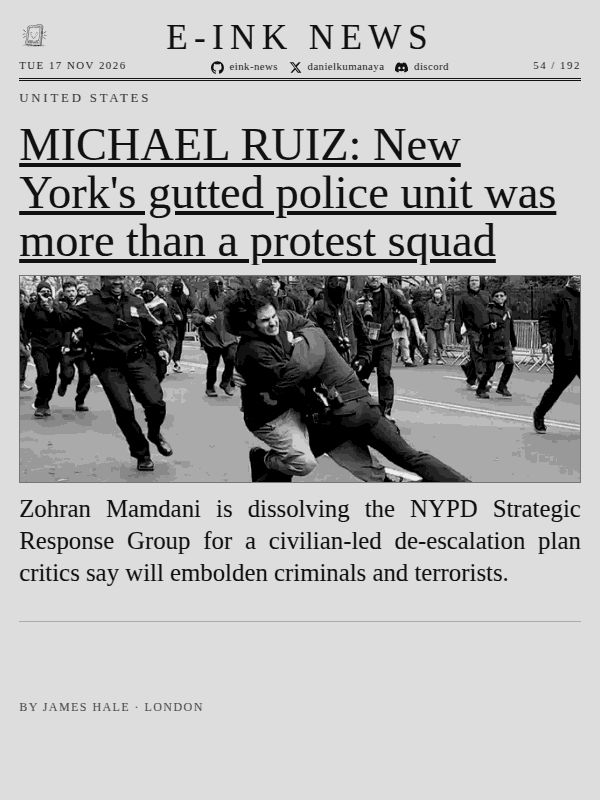 E-INK NEWS
TUE 17 NOV 2026
eink-news
danielkumanaya
discord
54 / 192
UNITED STATES
MICHAEL RUIZ: New
York's gutted police unit was
more than a protest squad
Zohran Mamdani is dissolving the NYPD Strategic
Response Group for a civilian-led de-escalation plan
critics say will embolden criminals and terrorists.
BY JAMES HALE · LONDON